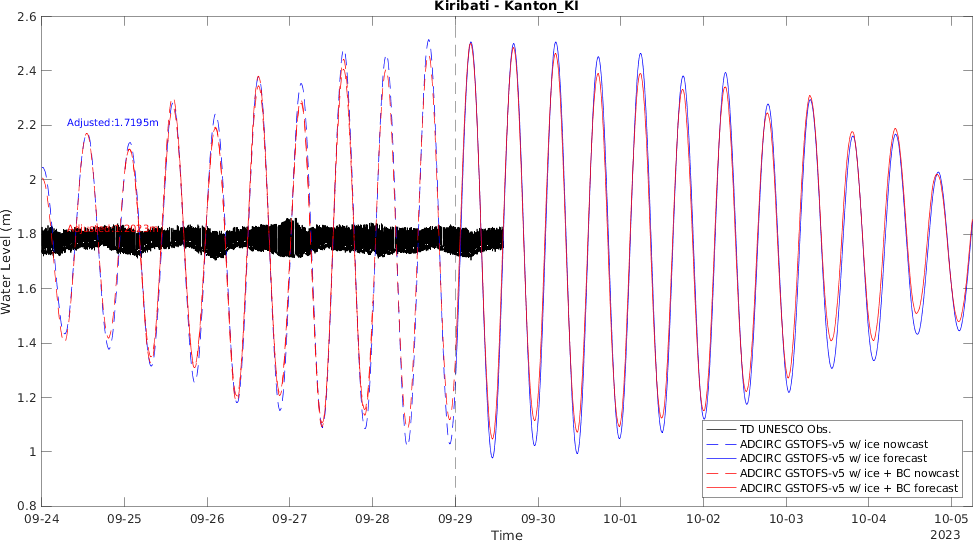 Kiribati - Kanton_KI
2.6
2.4
2.2
2
1.8
1.6
1.4
1.2
1
0.8
Water Level (m)
Adjusted:1.7195m
09-24
09-25
09-26
09-27
09-28
09-29
09-30
10-01
10-02
10-03
10-04
10-05
2023
Time
TD UNESCO Obs.
ADCIRC GSTOFS-v5 w/ ice nowcast
ADCIRC GSTOFS-v5 w/ ice forecast
ADCIRC GSTOFS-v5 w/ ice + BC nowcast
ADCIRC GSTOFS-v5 w/ ice + BC forecast